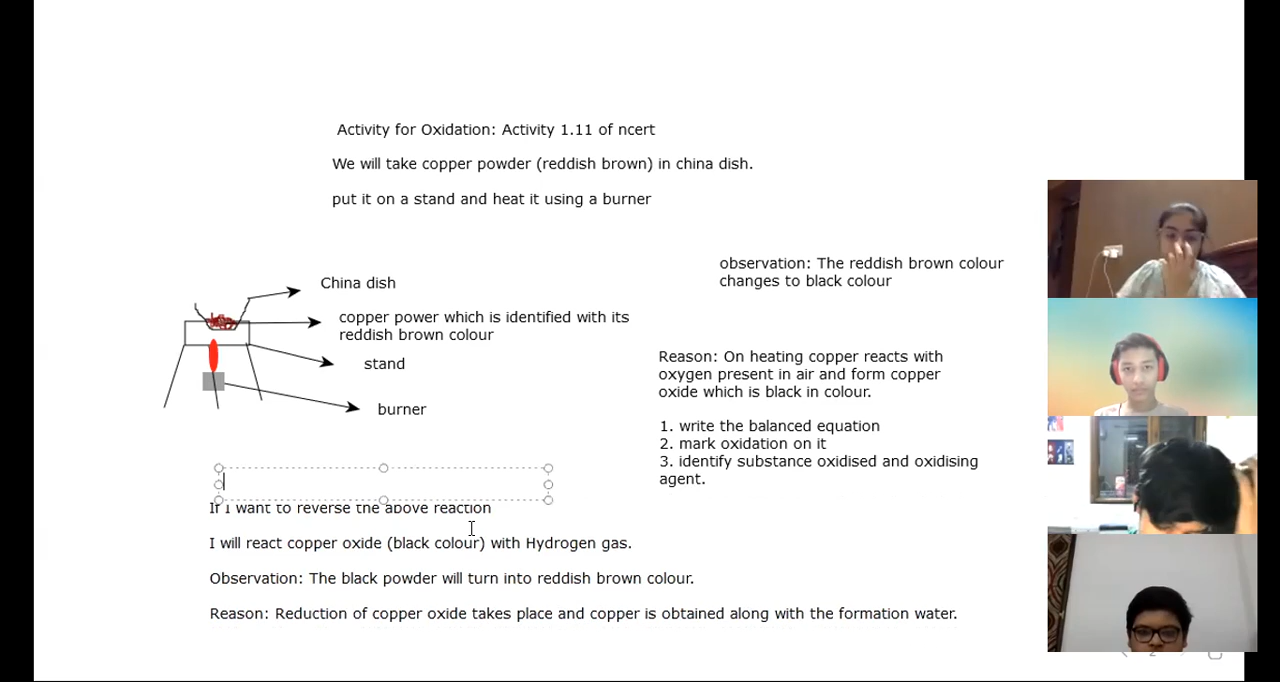 Activity for Oxidation: Activity 1.11 of ncert
We will take copper powder (reddish brown) in china dish.
put it on a stand and heat it using a burner
China dish
copper power which is identified with its
reddish brown colour
stand
burner
observation: The reddish brown colour
changes to black colour
Reason: On heating copper reacts with
oxygen present in air and form copper
oxide which is black in colour.
1. write the balanced equation
2. mark oxidation on it
3. identify substance oxidised and oxidising
agent.
If i want to reverse the above reaction
I will react copper oxide (black colour) with Hydrogen gas.
Observation: The black powder will turn into reddish brown colour.
Reason: Reduction of copper oxide takes place and copper is obtained along with the formation water.